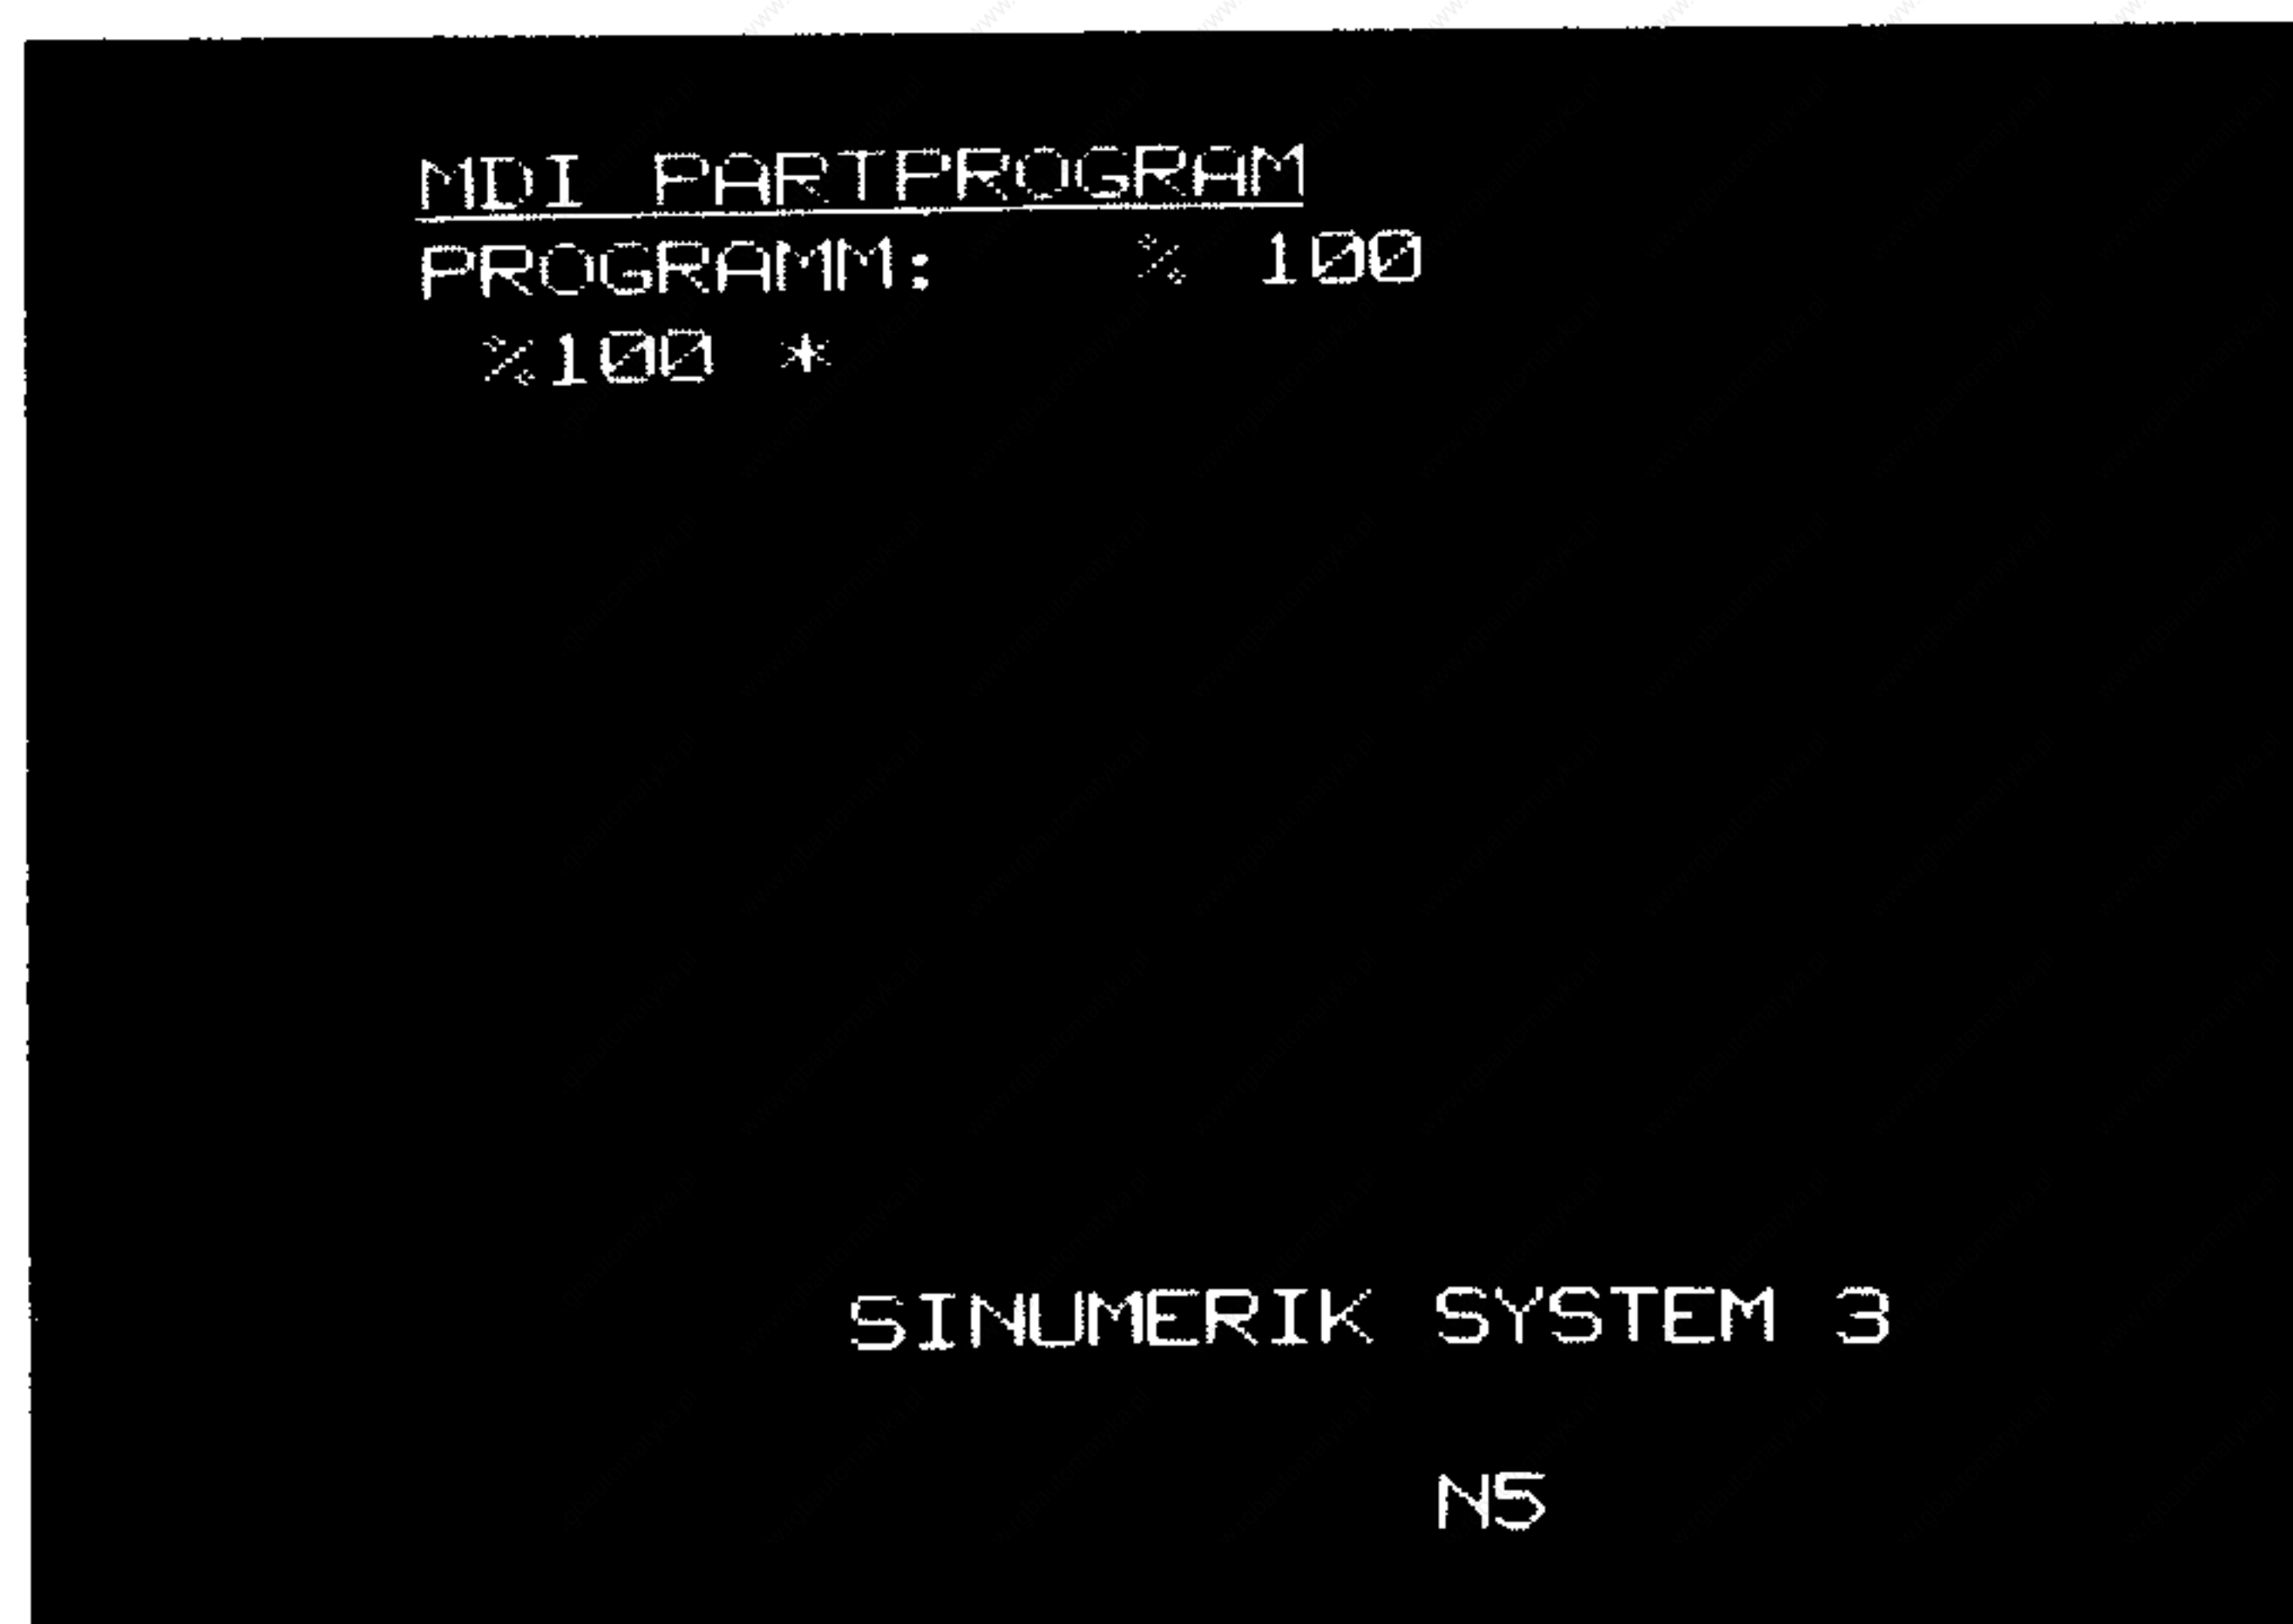 MDI PARTPROGRAM
PROGRAMM: % 100
%100 *
SINUMERIK SYSTEM 3
N5